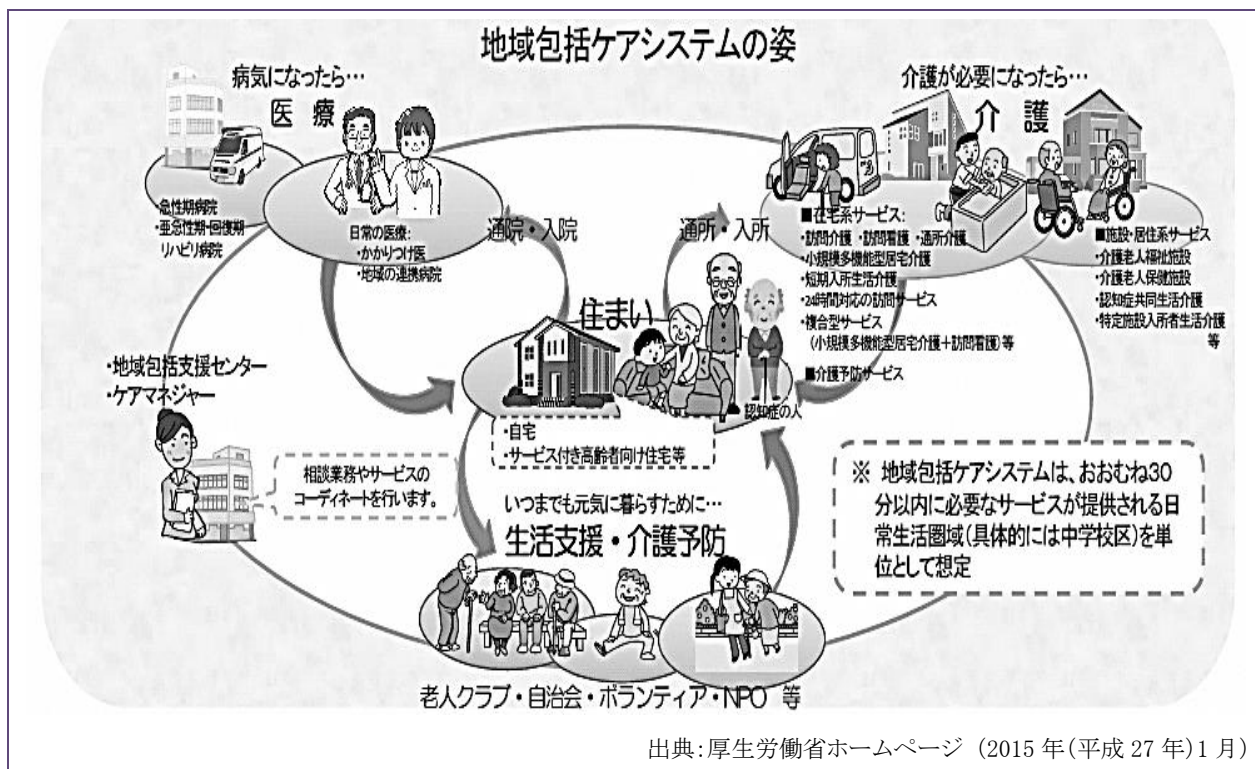 地域包括ケアシステムの姿
病気になったら…
医 療
介護が必要になったら…
介 護
・急性期病院
・亜急性期・回復期
リハビリ病院
日常の医療:
・かかりつけ医
・地域の連携病院
通院・入院
通所・入所
■在宅系サービス:
・訪問介護 ・訪問看護 ・通所介護
・小規模多機能型居宅介護
・短期入所生活介護
・24時間対応の訪問サービス
・複合型サービス
(小規模多機能型居宅介護+訪問看護)等
■介護予防サービス
■施設・居住系サービス
・介護老人福祉施設
・介護老人保健施設
・認知症共同生活介護
・特定施設入所者生活介護
等
住まい
認知症の人
・自宅
・サービス付き高齢者向け住宅等
・地域包括支援センター
・ケアマネジャー
相談業務やサービスの
コーディネートを行います。
いつまでも元気に暮らすために…
生活支援・介護予防
老人クラブ・自治会・ボランティア・NPO 等
※ 地域包括ケアシステムは、おおむね30
分以内に必要なサービスが提供される日
常生活圏域(具体的には中学校区)を単
位として想定
出典:厚生労働省ホームページ (2015 年(平成 27 年)1 月)